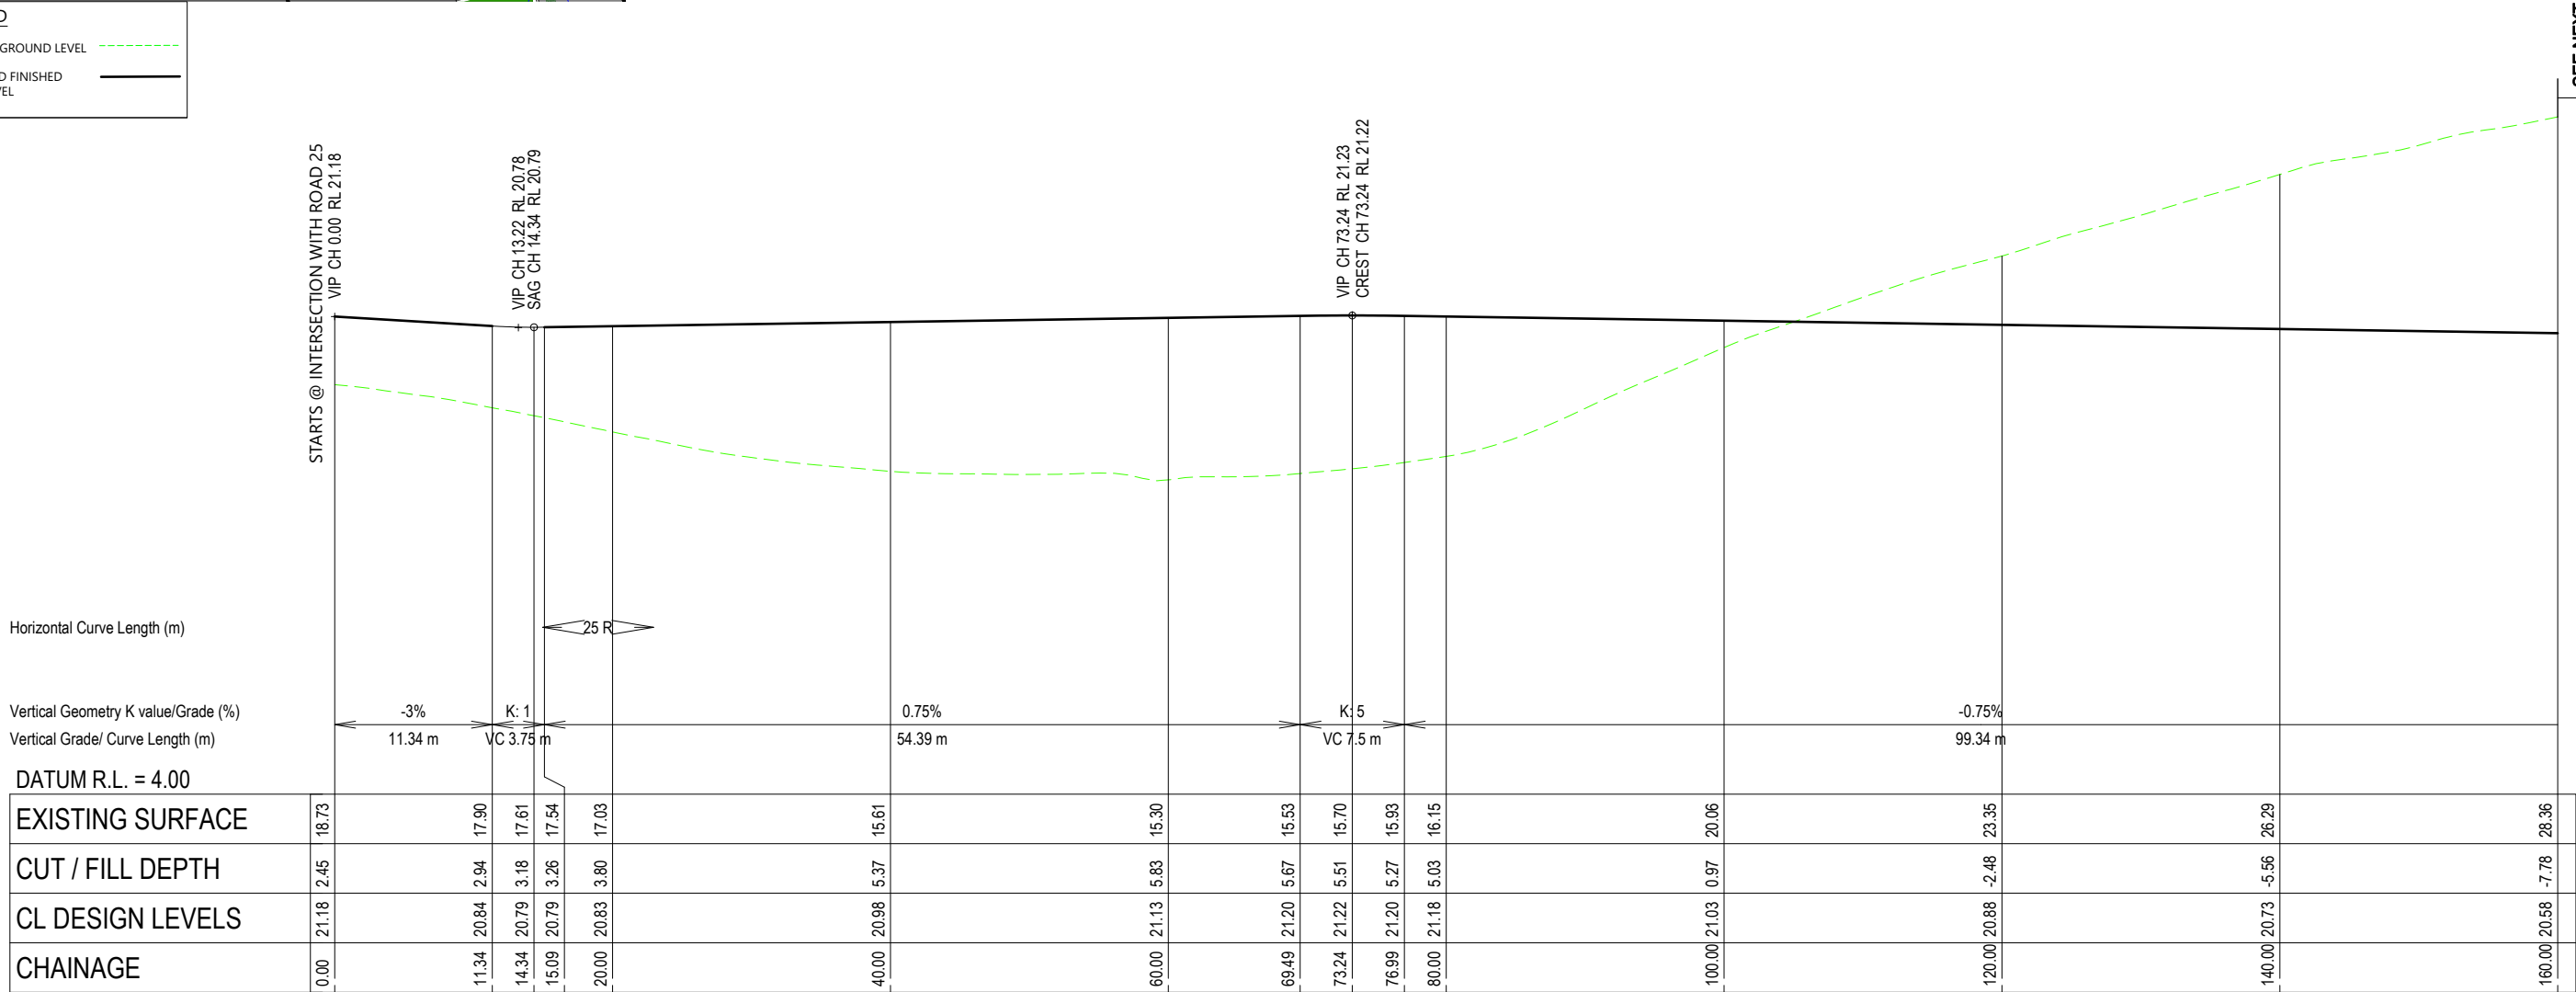 GROUND LEVEL
FINISHED
STARTS @ INTERSECTION WITH ROAD 25
VIP CH 0.00 RL 21.18
VIP CH 13.22 RL 20.78
SAG CH 14.34 RL 20.79
VIP CH 73.24 RL 21.23
CREST CH 73.24 RL 21.22
Horizontal Curve Length (m)
25 R
Vertical Geometry K value/Grade (%)
-3% K: 1 0.75% K: 5 -0.75%
Vertical Grade/ Curve Length (m)
11.34 m VC 3.75 m 54.39 m VC 7.5 m 99.34 m
DATUM R.L. = 4.00
EXISTING SURFACE 18.73 17.90 17.61 17.54 17.03 15.61 15.30 15.53 15.70 15.93 16.15 20.06 23.35 26.29 28.36
CUT / FILL DEPTH 2.45 2.94 3.18 3.26 3.80 5.37 5.83 5.67 5.51 5.27 5.03 0.97 -2.48 -5.56 -7.78
CL DESIGN LEVELS 21.18 20.84 20.79 20.79 20.83 20.98 21.13 21.20 21.22 21.20 21.18 21.03 20.88 20.73 20.58
CHAINAGE 0.00 11.34 14.34 15.09 20.00 40.00 60.00 69.49 73.24 76.99 80.00 100.00 120.00 140.00 160.00